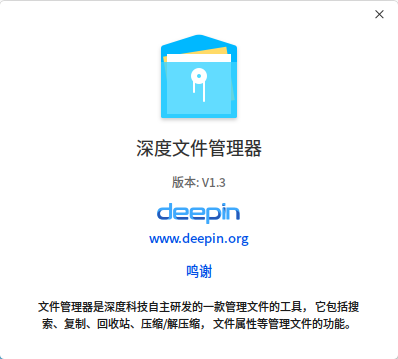 深度文件管理器
版本: V1.3
deepin
www.deepin.org
鸣谢
文件管理器是深度科技自主研发的一款管理文件的工具， 它包括搜
索、复制、回收站、压缩/解压缩， 文件属性等管理文件的功能。